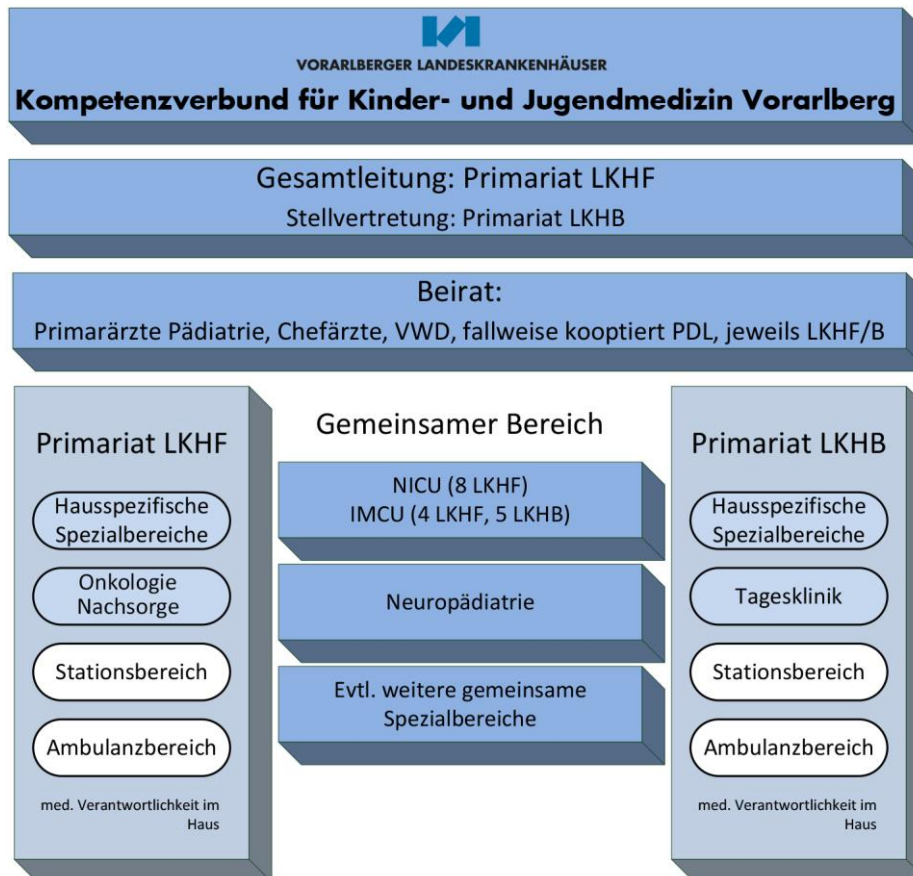 VORARLBERGER LANDESKRANKENHÄUSER
Kompetenzverbund für Kinder- und Jugendmedizin Vorarlberg
Gesamtleitung: Primariat LKHF
Stellvertretung: Primariat LKHB
Beirat:
Primarärzte Pädiatrie, Chefärzte, VWD, fallweise kooptiert PDL, jeweils LKHF/B
Primariat LKHF
Hausspezifische
Spezialbereiche
Onkologie
Nachsorge
Stationsbereich
Ambulanzbereich
med. Verantwortlichkeit im
Haus
Gemeinsamer Bereich
NICU (8 LKHF)
IMCU (4 LKHF, 5 LKHB)
Neuropädiatrie
Evtl. weitere gemeinsame
Spezialbereiche
Primariat LKHB
Hausspezifische
Spezialbereiche
Tagesklinik
Stationsbereich
Ambulanzbereich
med. Verantwortlichkeit im
Haus